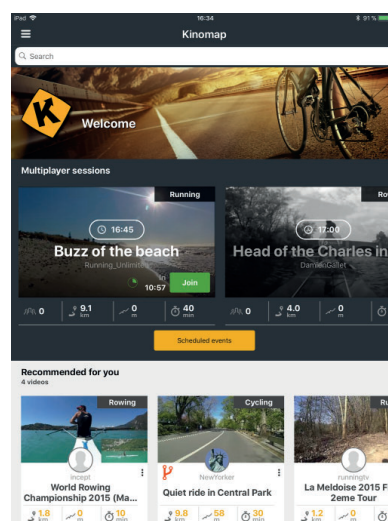 iPad 16:34 91 %
Kinomap
Search
Welcome
Multiplayer sessions
Running
16:45
Buzz of the beach
Running_Unlimited
In
10:57
Join
0
9.1
km
0
m
40
min
Ro
17:00
Head of the Charles in
DamienGallet
0
4.0
km
0
m
Scheduled events
Recommended for you
4 videos
Rowing
incept
World Rowing
Championship 2015 (Ma...
1.8
km
0
m
10
min
Cycling
NewYorker
Quiet ride in Central Park
9.8
km
58
m
30
min
Ru
runningtv
La Meldoise 2015 F
2eme Tour
1.2
km
0
m